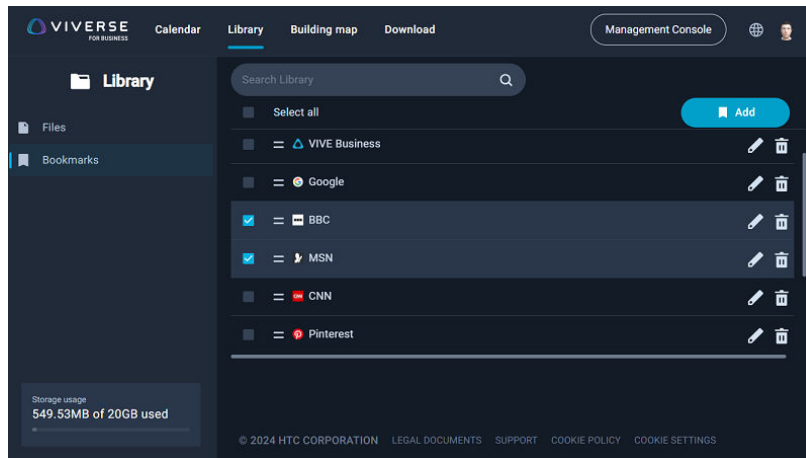 VIVERSE
FOR BUSINESS
Calendar
Library
Building map
Download
Management Console
Library
Files
Bookmarks
Search Library
Select all
Add
VIVE Business
Google
BBC
MSN
CNN
Pinterest
Storage usage
549.53MB of 20GB used
© 2024 HTC CORPORATION LEGAL DOCUMENTS SUPPORT COOKIE POLICY COOKIE SETTINGS